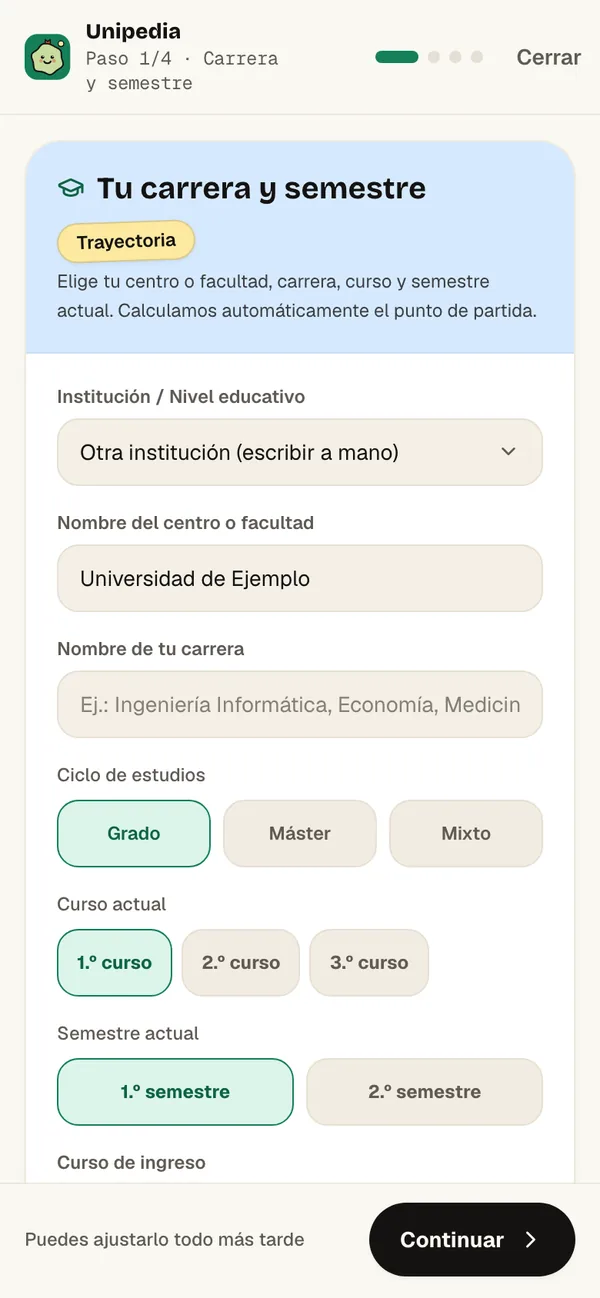 Unipedia
Paso 1/4 · Carrera
y semestre
Cerrar
Tu carrera y semestre
Trayectoria
Elige tu centro o facultad, carrera, curso y semestre
actual. Calculamos automáticamente el punto de partida.
Institución / Nivel educativo
Otra institución (escribir a mano)
Nombre del centro o facultad
Universidad de Ejemplo
Nombre de tu carrera
Ej.: Ingeniería Informática, Economía, Medicin
Ciclo de estudios
Grado
Máster
Mixto
Curso actual
1.º curso
2.º curso
3.º curso
Semestre actual
1.º semestre
2.º semestre
Curso de ingreso
Puedes ajustarlo todo más tarde
Continuar